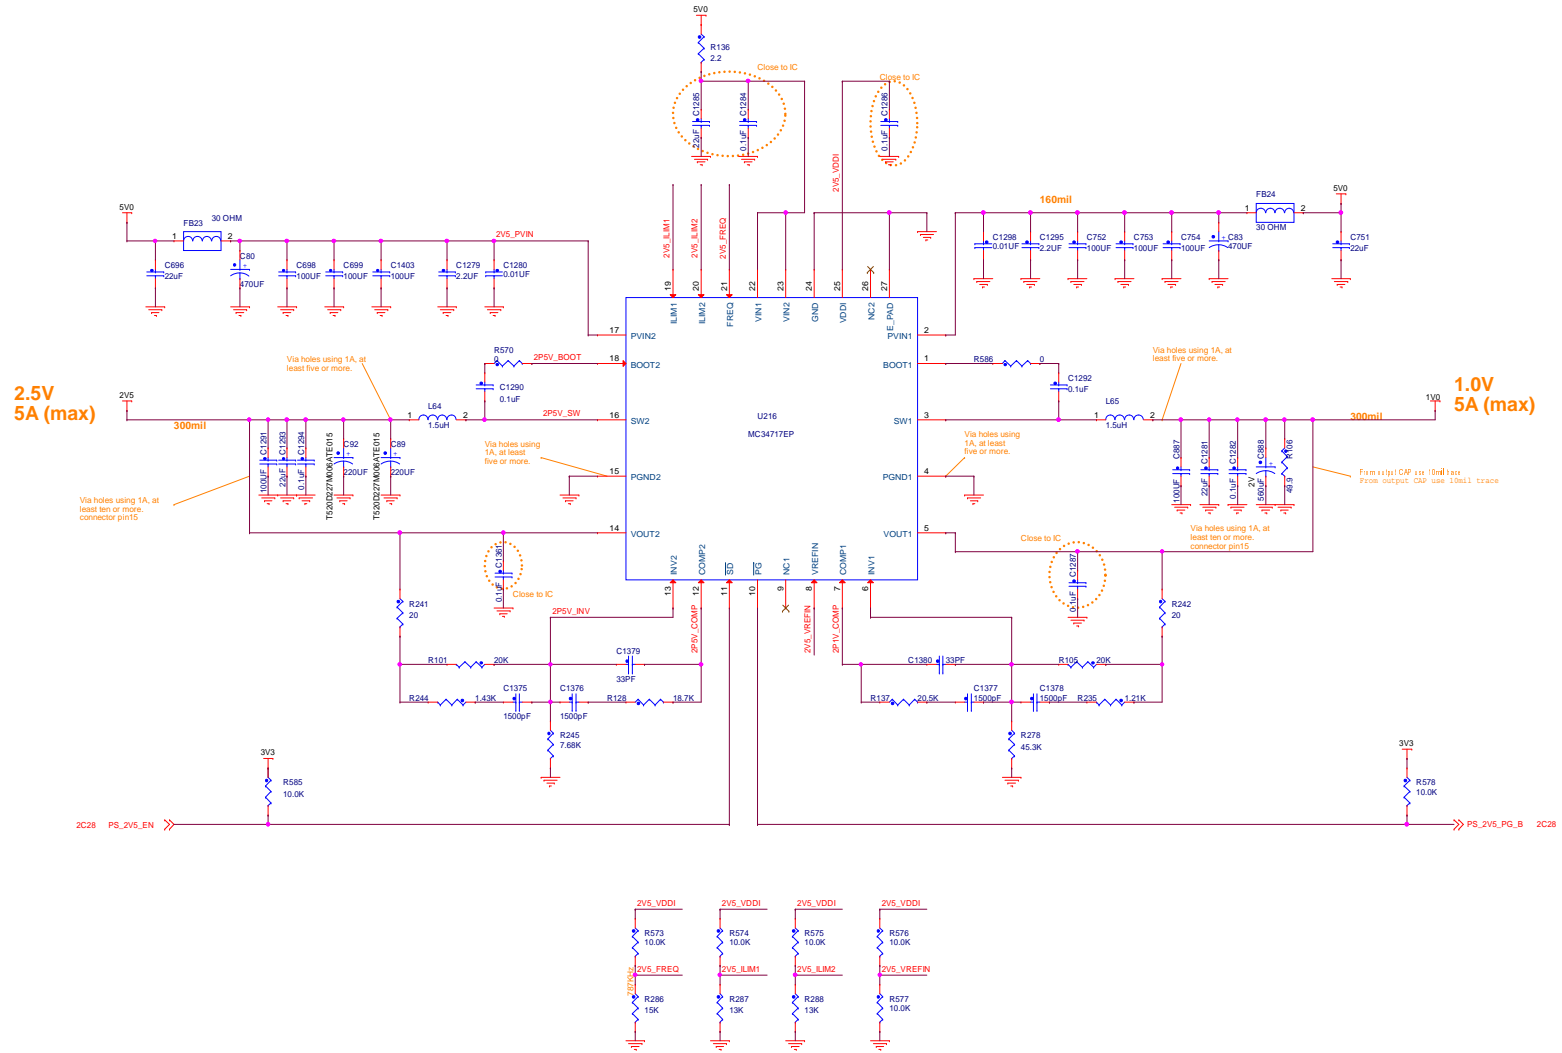 5V0
R136
2.2
Close to IC
Close to IC
C1285
22uF
C1284
0.1uF
C1286
0.1uF
2V5_VDDI
5V0
FB23
30 OHM
1
2
2V5_PVIN
C696
22uF
C80
470UF
C698
100UF
C699
100UF
C1403
100UF
C1279
2.2UF
C1280
0.01UF
2V5_ILIM1
2V5_ILIM2
2V5_FREQ
160mil
FB24
30 OHM
1
2
5V0
C1298
0.01UF
C1295
2.2UF
C752
100UF
C753
100UF
C754
100UF
C83
470UF
C751
22uF
19
20
21
22
23
24
25
26
27
ILIM1
ILIM2
FREQ
VIN1
VIN2
GND
VDDI
NC2
E_PAD
17
PVIN2
PVIN1
2
18
BOOT2
BOOT1
1
16
SW2
SW1
3
15
PGND2
PGND1
4
14
VOUT2
VOUT1
5
U216
MC34717EP
INV2
COMP2
SD
PG
NC1
VREFIN
COMP1
INV1
13
12
11
10
9
8
7
6
Via holes using 1A, at
least five or more.
R570
0
2P5V_BOOT
C1290
0.1uF
2.5V
5A (max)
2V5
300mil
L64
1
2
1.5uH
2P5V_SW
C1291
100UF
C1293
22uF
C1294
0.1uF
C92
220UF
T520D227M006ATE015
C89
220UF
T520D227M006ATE015
Via holes using
1A, at least
five or more.
Via holes using 1A, at
least ten or more.
connector pin15
R586
0
C1292
0.1uF
Via holes using 1A, at
least five or more.
1.0V
5A (max)
1V0
300mil
L65
1
2
1.5uH
Via holes using
1A, at least
five or more.
C887
100UF
C1281
22uF
C1282
0.1uF
C888
560UF
2V
R106
49.9
From output CAP use 10mil trace
From output CAP use 10mil trace
Via holes using 1A, at
least ten or more.
connector pin15
C1361
0.1uF
Close to IC
Close to IC
C1287
0.1uF
R241
20
R242
20
2P5V_INV
2P5V_COMP
2V5_VREFIN
2P1V_COMP
R101
20K
C1379
33PF
R244
1.43K
C1375
1500pF
C1376
1500pF
R128
18.7K
R245
7.68K
C1380
33PF
R105
20K
R137
20.5K
C1377
1500pF
C1378
1500pF
R235
1.21K
R278
45.3K
3V3
R585
10.0K
2C28
PS_2V5_EN
3V3
R578
10.0K
PS_2V5_PG_B
2C28
2V5_VDDI
2V5_VDDI
2V5_VDDI
2V5_VDDI
R573
10.0K
R574
10.0K
R575
10.0K
R576
10.0K
2V5_FREQ
2V5_ILIM1
2V5_ILIM2
2V5_VREFIN
787KHz
R286
15K
R287
13K
R288
13K
R577
10.0K